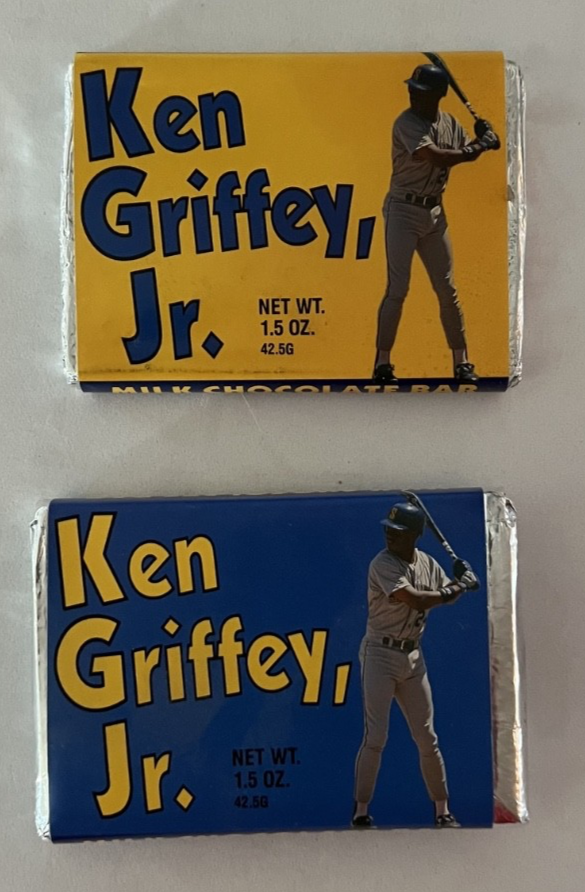 Ken
Griffey,
Jr.
NET WT.
1.5 OZ.
42.5G
MILK CHOCOLATE BAR
Ken
Griffey,
Jr.
NET WT.
1.5 OZ.
42.5G